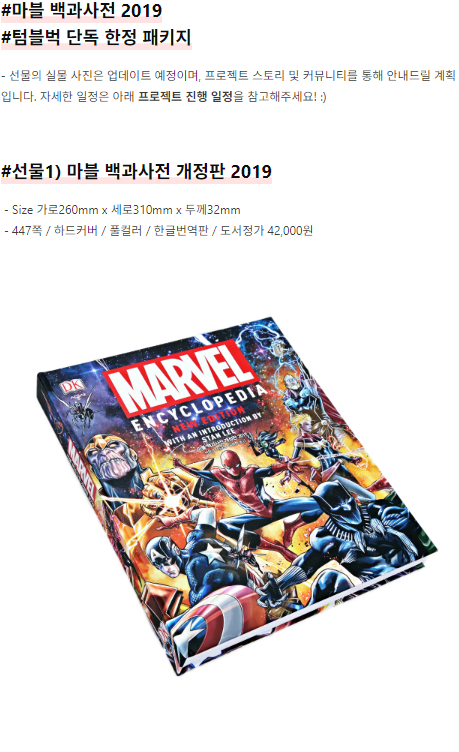 #마블 백과사전 2019
#텀블벅 단독 한정 패키지
- 선물의 실물 사진은 업데이트 예정이며, 프로젝트 스토리 및 커뮤니티를 통해 안내드릴 계획
입니다. 자세한 일정은 아래 프로젝트 진행 일정을 참고해주세요! :)
#선물1) 마블 백과사전 개정판 2019
- Size 가로260mm x 세로310mm x 두께32mm
- 447쪽 / 하드커버 / 풀컬러 / 한글번역판 / 도서정가 42,000원
DK
MARVEL
ENCYCLOPEDIA
NEW EDITION
WITH AN INTRODUCTION BY
STAN LEE
MARVEL